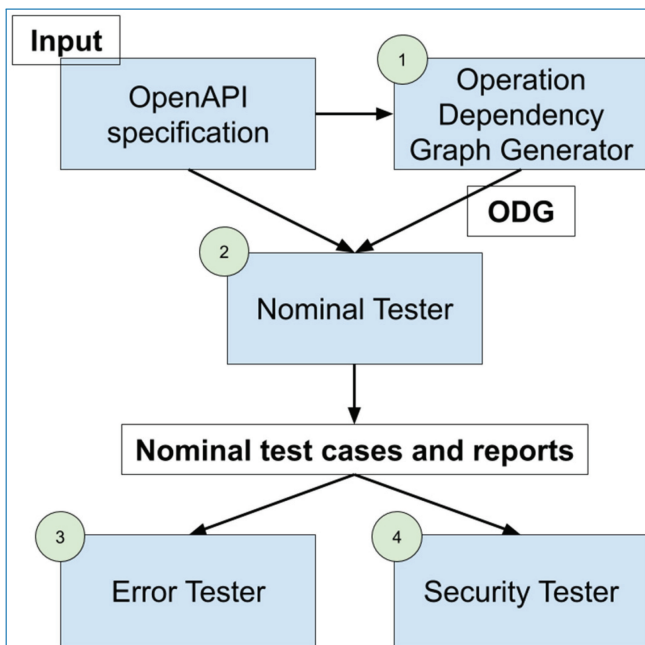 Input
OpenAPI
specification
1
Operation
Dependency
Graph Generator
ODG
2
Nominal Tester
Nominal test cases and reports
3
Error Tester
4
Security Tester